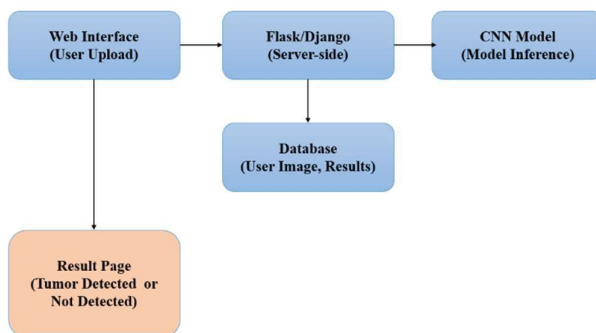 Web Interface
(User Upload)
Flask/Django
(Server-side)
CNN Model
(Model Inference)
Database
(User Image, Results)
Result Page
(Tumor Detected or
Not Detected)